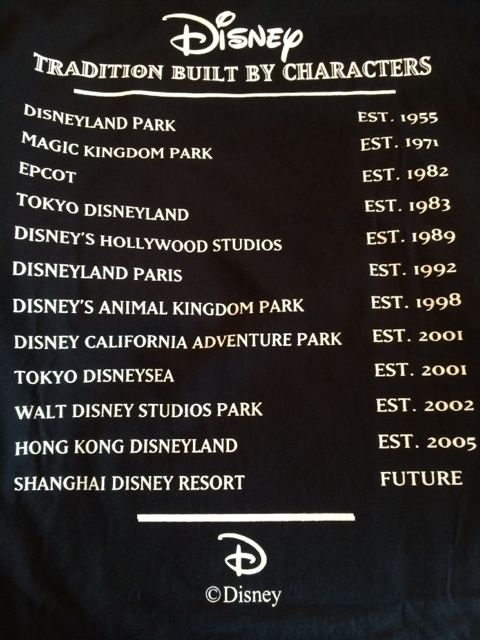 Disney
TRADITION BUILT BY CHARACTERS
DISNEYLAND PARK EST. 1955
MAGIC KINGDOM PARK EST. 1971
EPCOT EST. 1982
TOKYO DISNEYLAND EST. 1983
DISNEY'S HOLLYWOOD STUDIOS EST. 1989
DISNEYLAND PARIS EST. 1992
DISNEY'S ANIMAL KINGDOM PARK EST. 1998
DISNEY CALIFORNIA ADVENTURE PARK EST. 2001
TOKYO DISNEYSEA EST. 2001
WALT DISNEY STUDIOS PARK EST. 2002
HONG KONG DISNEYLAND EST. 2005
SHANGHAI DISNEY RESORT FUTURE
D
©Disney